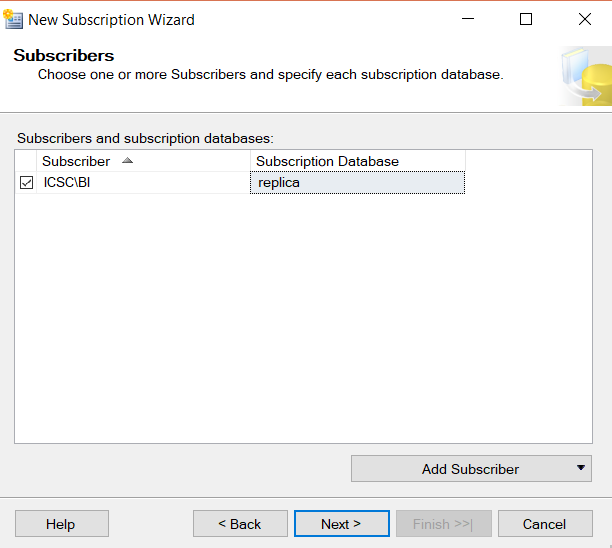 New Subscription Wizard
Subscribers
Choose one or more Subscribers and specify each subscription database.
Subscribers and subscription databases:
Subscriber Subscription Database
ICSC\BI replica
Add Subscriber
Help < Back Next > Finish >>| Cancel